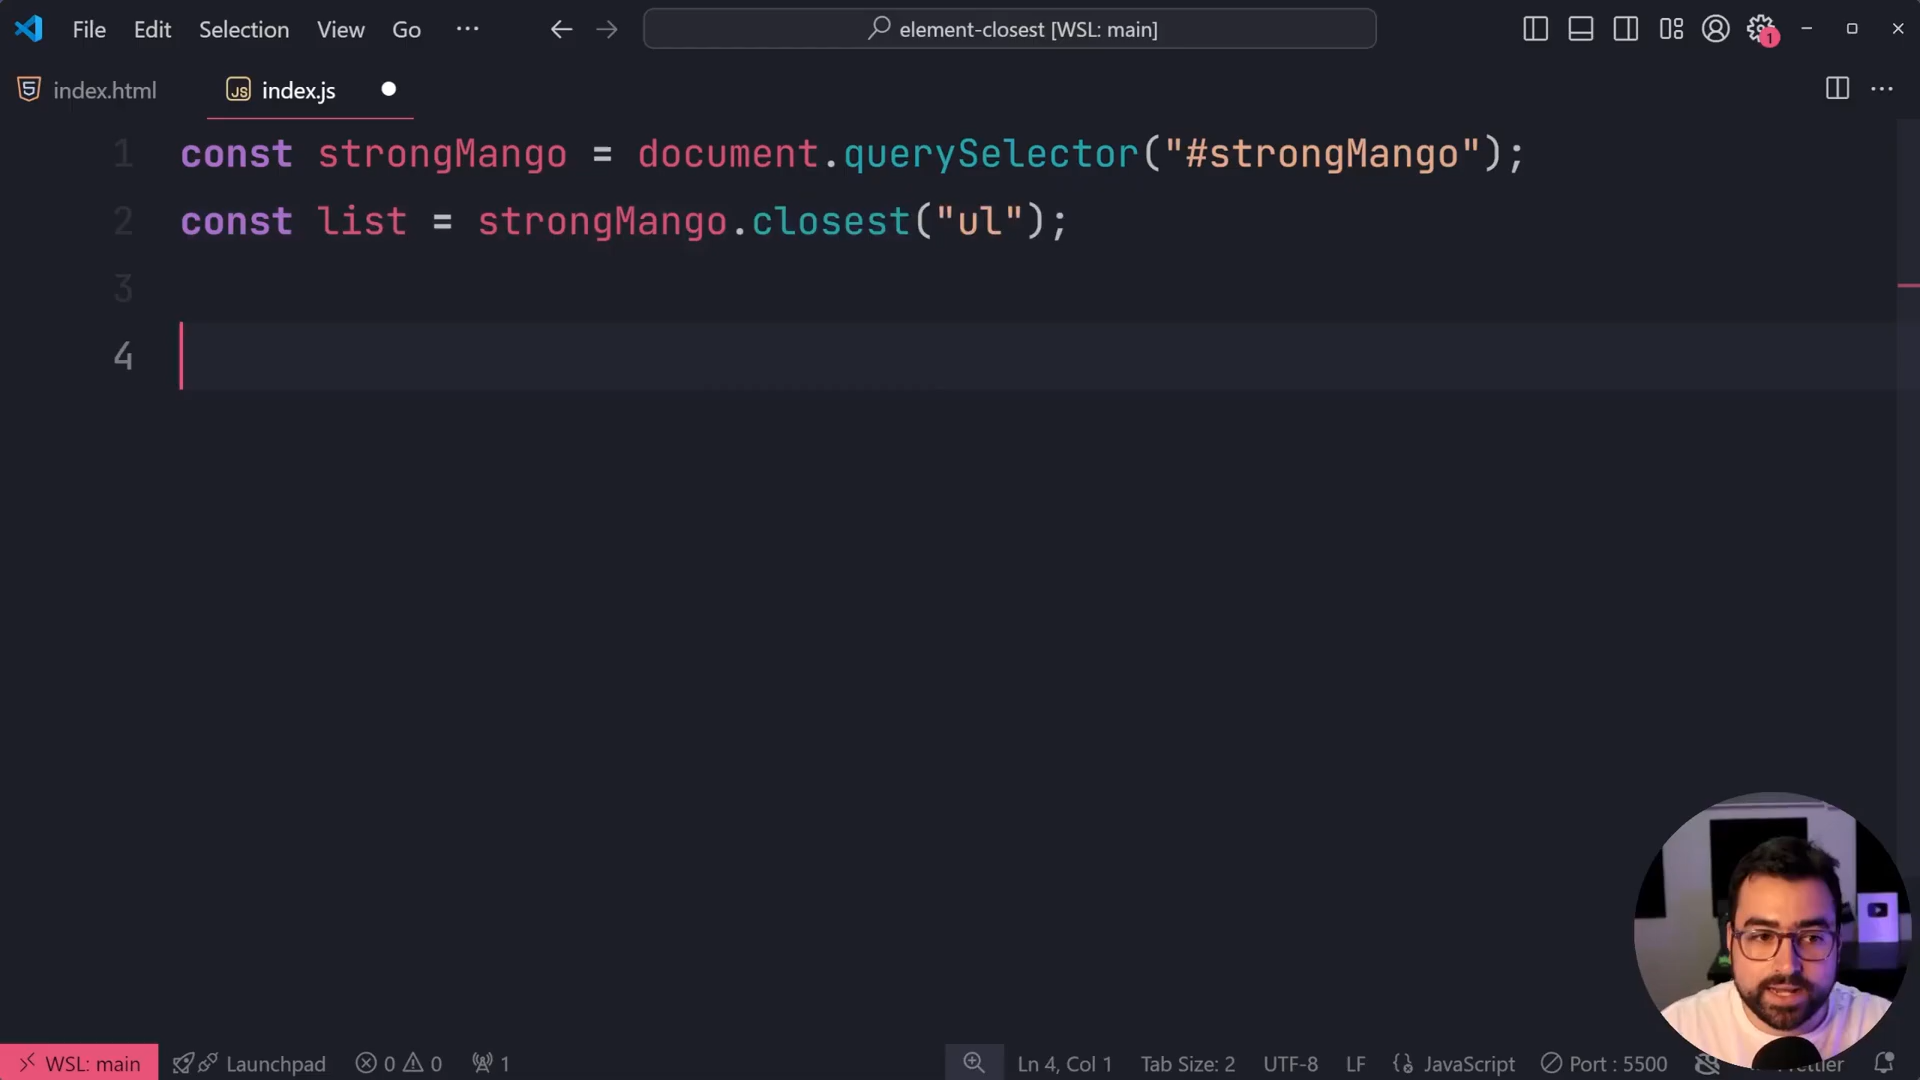 File Edit Selection View Go ··· element-closest [WSL: main] 1
index.html JS index.js ···
1 const strongMango = document.querySelector("#strongMango");
2 const list = strongMango.closest("ul");
3
4
WSL: main Launchpad 0 0 1 Ln 4, Col 1 Tab Size: 2 UTF-8 LF {} JavaScript Port : 5500